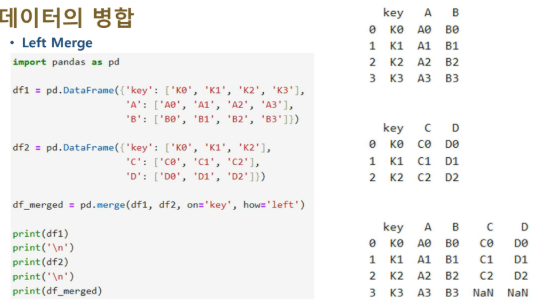 데이터의 병합
• Left Merge
import pandas as pd
df1 = pd.DataFrame({'key': ['K0', 'K1', 'K2', 'K3'],
'A': ['A0', 'A1', 'A2', 'A3'],
'B': ['B0', 'B1', 'B2', 'B3']})
df2 = pd.DataFrame({'key': ['K0', 'K1', 'K2'],
'C': ['C0', 'C1', 'C2'],
'D': ['D0', 'D1', 'D2']})
df_merged = pd.merge(df1, df2, on='key', how='left')
print(df1)
print('\n')
print(df2)
print('\n')
print(df_merged)
key A B
0 K0 A0 B0
1 K1 A1 B1
2 K2 A2 B2
3 K3 A3 B3
key C D
0 K0 C0 D0
1 K1 C1 D1
2 K2 C2 D2
key A B C D
0 K0 A0 B0 C0 D0
1 K1 A1 B1 C1 D1
2 K2 A2 B2 C2 D2
3 K3 A3 B3 NaN NaN